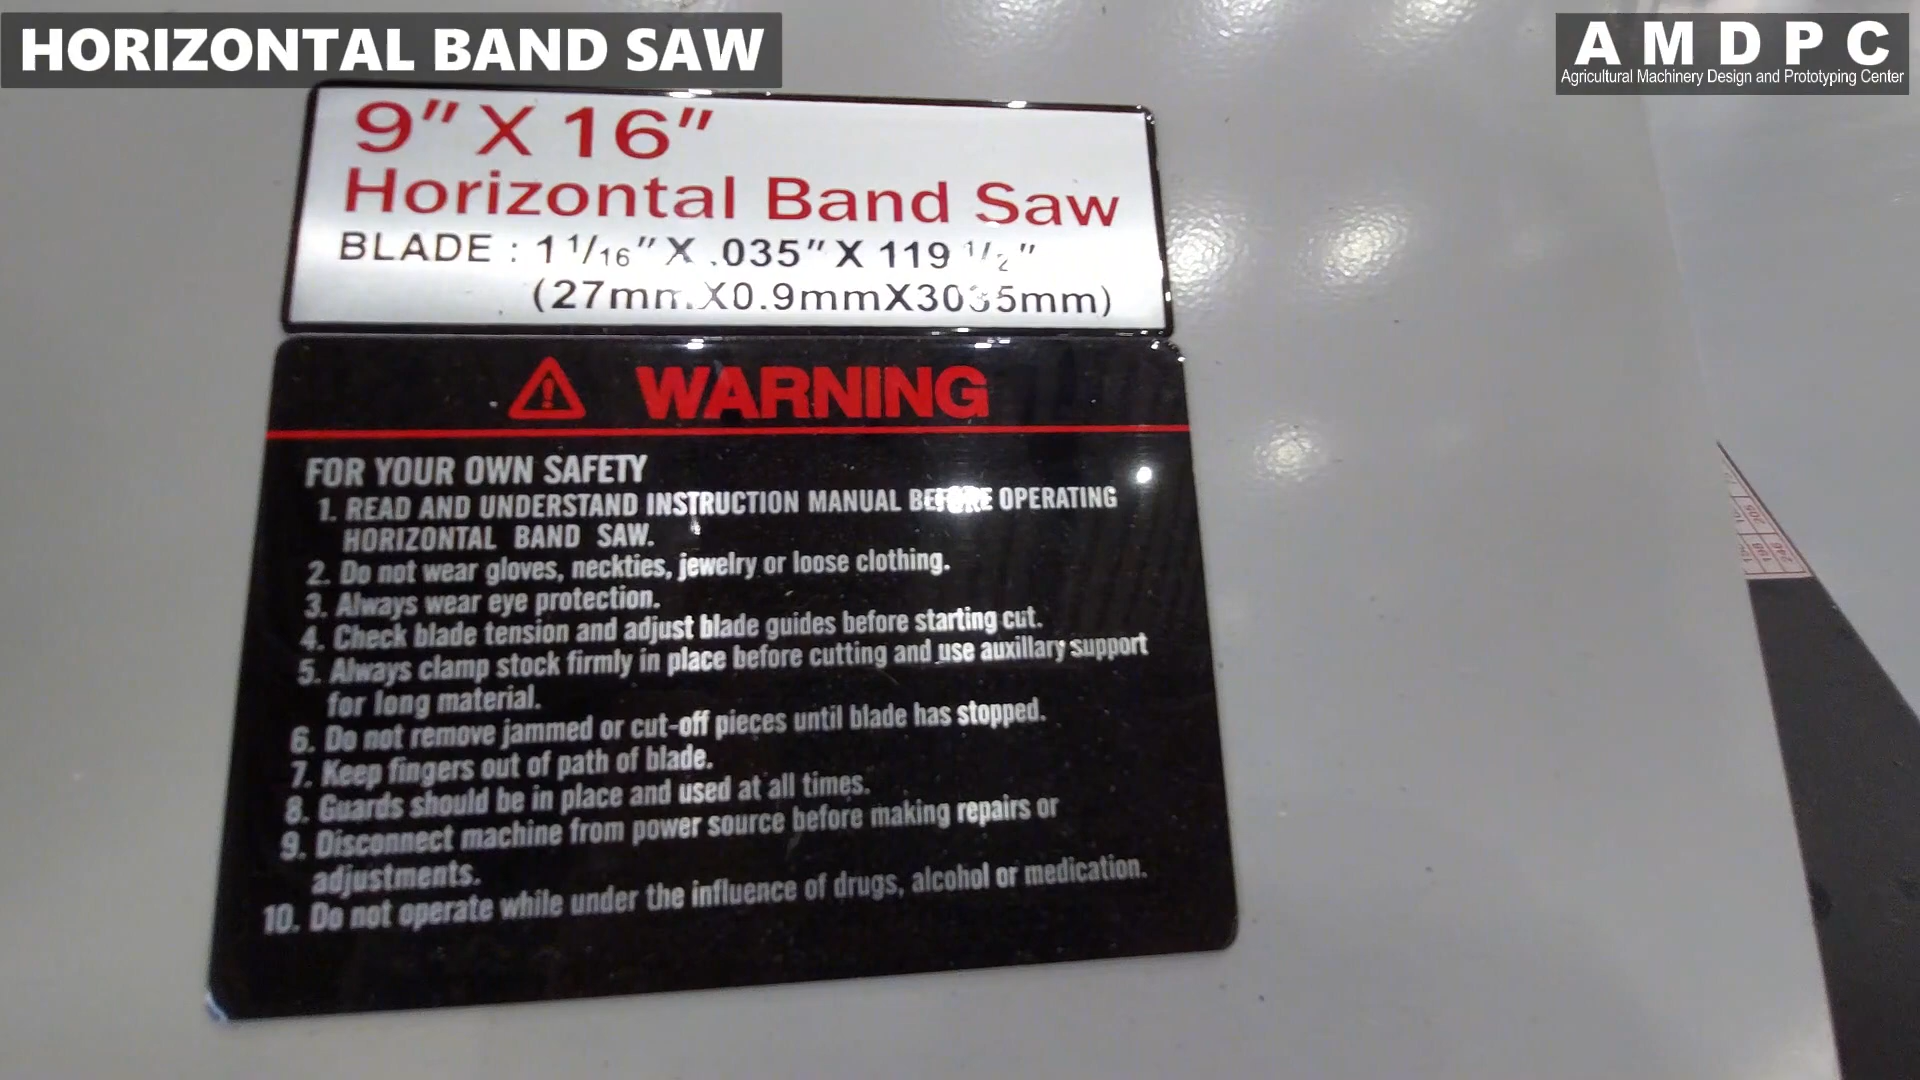 HORIZONTAL BAND SAW
A M D P C
Agricultural Machinery Design and Prototyping Center
9" X 16"
Horizontal Band Saw
BLADE : 1 1/16" X .035" X 119 1/2"
(27mm X0.9mmX3035mm)
WARNING
FOR YOUR OWN SAFETY
1. READ AND UNDERSTAND INSTRUCTION MANUAL BEFORE OPERATING
HORIZONTAL BAND SAW.
2. Do not wear gloves, neckties, jewelry or loose clothing.
3. Always wear eye protection.
4. Check blade tension and adjust blade guides before starting cut.
5. Always clamp stock firmly in place before cutting and use auxillary support
for long material.
6. Do not remove jammed or cut-off pieces until blade has stopped.
7. Keep fingers out of path of blade.
8. Guards should be in place and used at all times.
9. Disconnect machine from power source before making repairs or
adjustments.
10. Do not operate while under the influence of drugs, alcohol or medication.